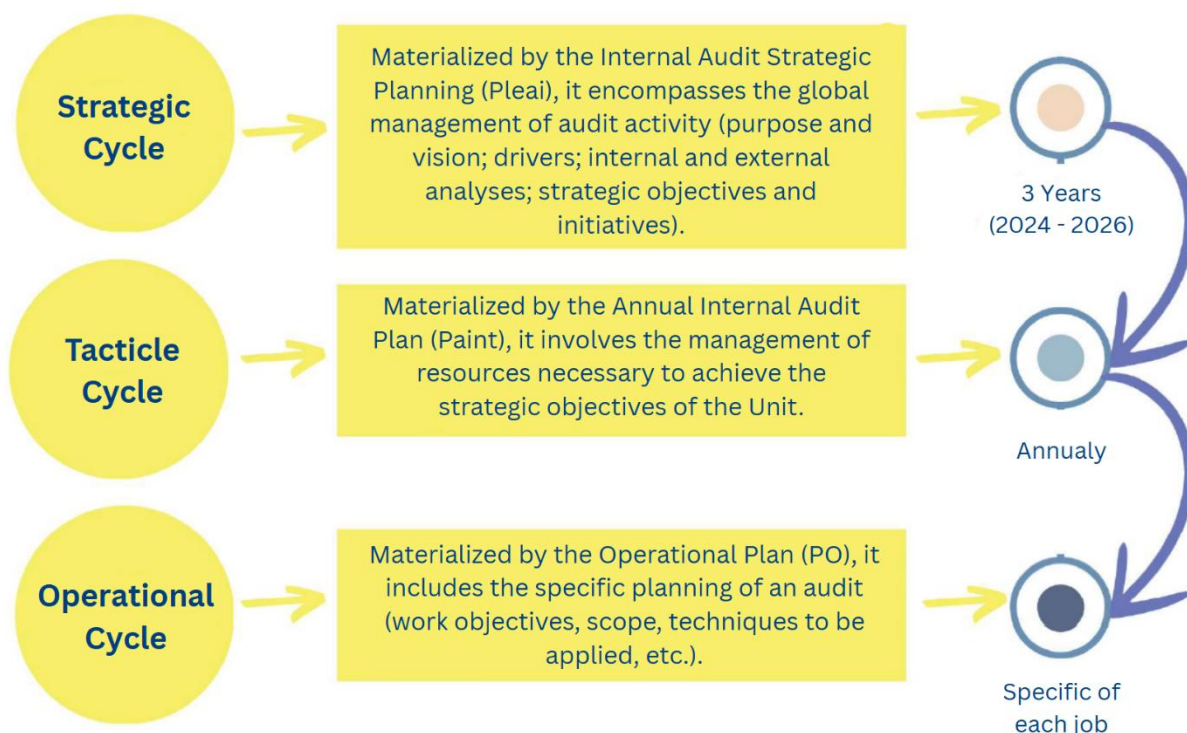 Strategic
Cycle
Materialized by the Internal Audit Strategic
Planning (Pleai), it encompasses the global
management of audit activity (purpose and
vision; drivers; internal and external
analyses; strategic objectives and
initiatives).
3 Years
(2024 - 2026)
Tacticle
Cycle
Materialized by the Annual Internal Audit
Plan (Paint), it involves the management of
resources necessary to achieve the
strategic objectives of the Unit.
Annualy
Operational
Cycle
Materialized by the Operational Plan (PO), it
includes the specific planning of an audit
(work objectives, scope, techniques to be
applied, etc.).
Specific of
each job